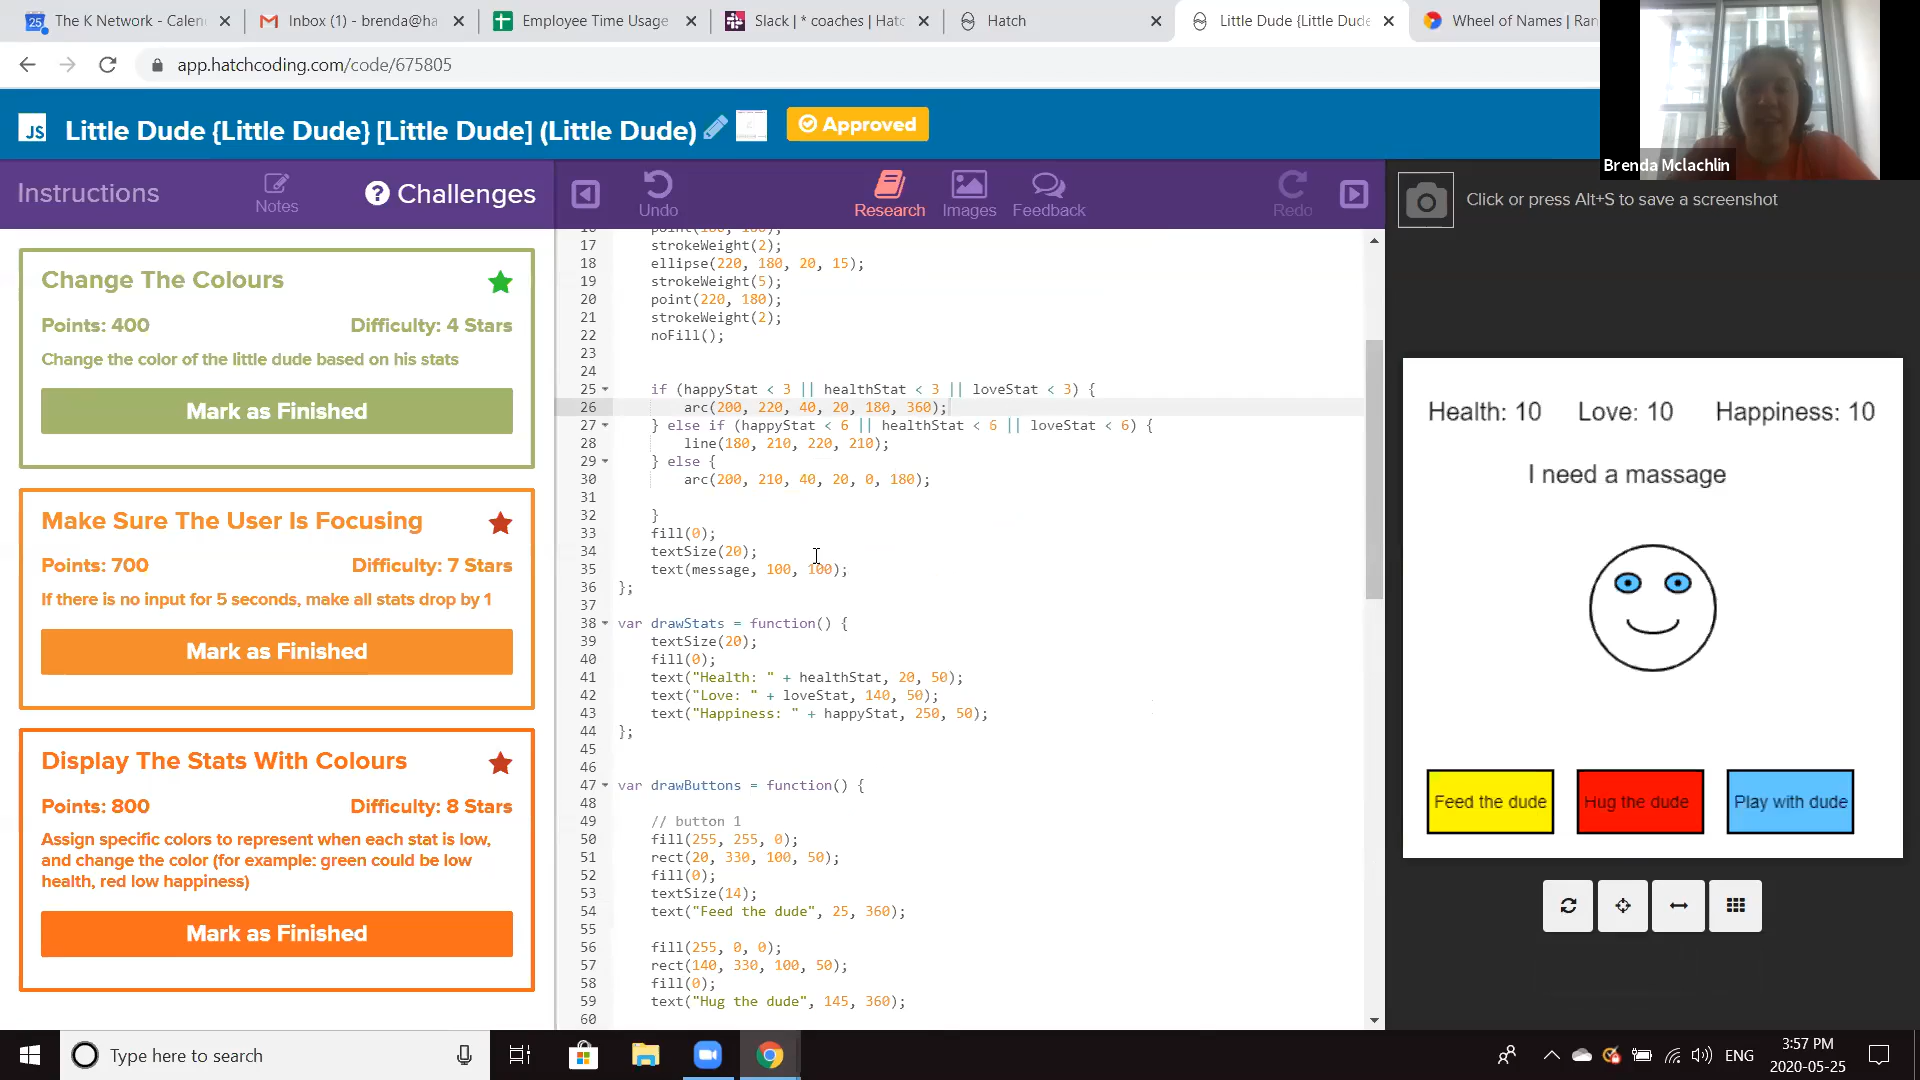 The K Network - Calen
Inbox (1) - brenda@ha
Employee Time Usage
Slack | * coaches | Hatc
Hatch
Little Dude {Little Dude
Wheel of Names | Ran
app.hatchcoding.com/code/675805
JS
Little Dude {Little Dude} [Little Dude] (Little Dude)
Approved
Brenda Mclachlin
Instructions
Notes
? Challenges
Undo
Research
Images
Feedback
Redo
Click or press Alt+S to save a screenshot
Change The Colours
Points: 400
Difficulty: 4 Stars
Change the color of the little dude based on his stats
Mark as Finished
Make Sure The User Is Focusing
Points: 700
Difficulty: 7 Stars
If there is no input for 5 seconds, make all stats drop by 1
Mark as Finished
Display The Stats With Colours
Points: 800
Difficulty: 8 Stars
Assign specific colors to represent when each stat is low,
and change the color (for example: green could be low
health, red low happiness)
Mark as Finished
17 strokeWeight(2);
18 ellipse(220, 180, 20, 15);
19 strokeWeight(5);
20 point(220, 180);
21 strokeWeight(2);
22 noFill();
23
24
25 if (happyStat < 3 || healthStat < 3 || loveStat < 3) {
26 arc(200, 220, 40, 20, 180, 360);
27 } else if (happyStat < 6 || healthStat < 6 || loveStat < 6) {
28 line(180, 210, 220, 210);
29 } else {
30 arc(200, 210, 40, 20, 0, 180);
31
32 }
33 fill(0);
34 textSize(20);
35 text(message, 100, 100);
36 };
37
38 var drawStats = function() {
39 textSize(20);
40 fill(0);
41 text("Health: " + healthStat, 20, 50);
42 text("Love: " + loveStat, 140, 50);
43 text("Happiness: " + happyStat, 250, 50);
44 };
45
46
47 var drawButtons = function() {
48
49 // button 1
50 fill(255, 255, 0);
51 rect(20, 330, 100, 50);
52 fill(0);
53 textSize(14);
54 text("Feed the dude", 25, 360);
55
56 fill(255, 0, 0);
57 rect(140, 330, 100, 50);
58 fill(0);
59 text("Hug the dude", 145, 360);
60
Health: 10 Love: 10 Happiness: 10
I need a massage
Feed the dude
Hug the dude
Play with dude
Type here to search
ENG
3:57 PM
2020-05-25